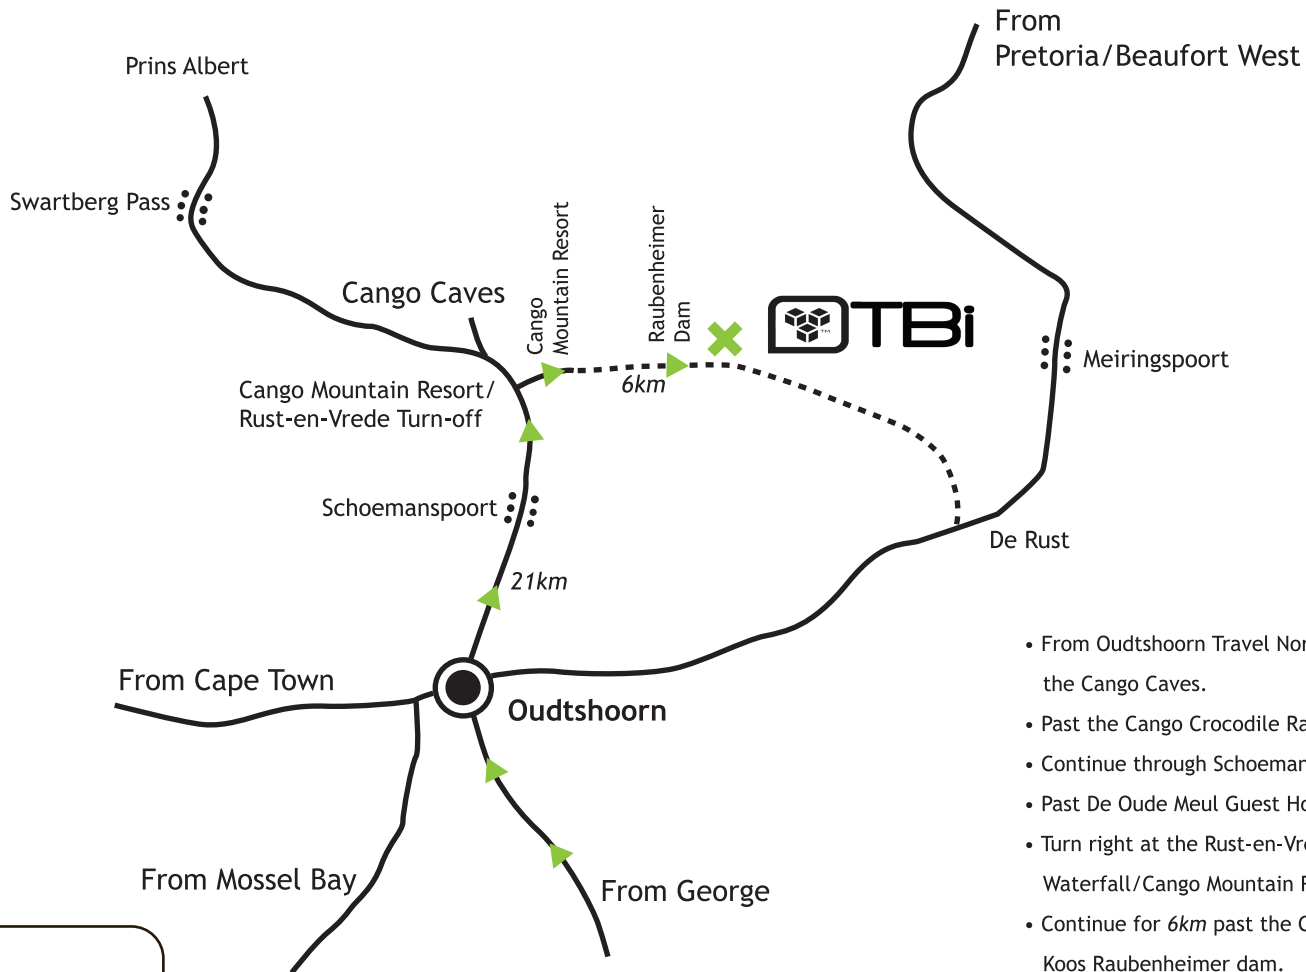 From
Pretoria/Beaufort West
Prins Albert
Swartberg Pass
Cango Caves
Cango
Mountain Resort
Raubenheimer
Dam
TBi
TM
Meiringspoort
6km
Cango Mountain Resort/
Rust-en-Vrede Turn-off
Schoemanspoort
De Rust
21km
From Cape Town
Oudtshoorn
From Mossel Bay
From George
• From Oudtshoorn Travel
the Cango Caves.
• Past the Cango Crocodile
• Continue through
• Past De Oude Meul Guest
• Turn right at the
Waterfall/Cango Mountain
• Continue for 6km past the
Koos Raubenheimer dam.